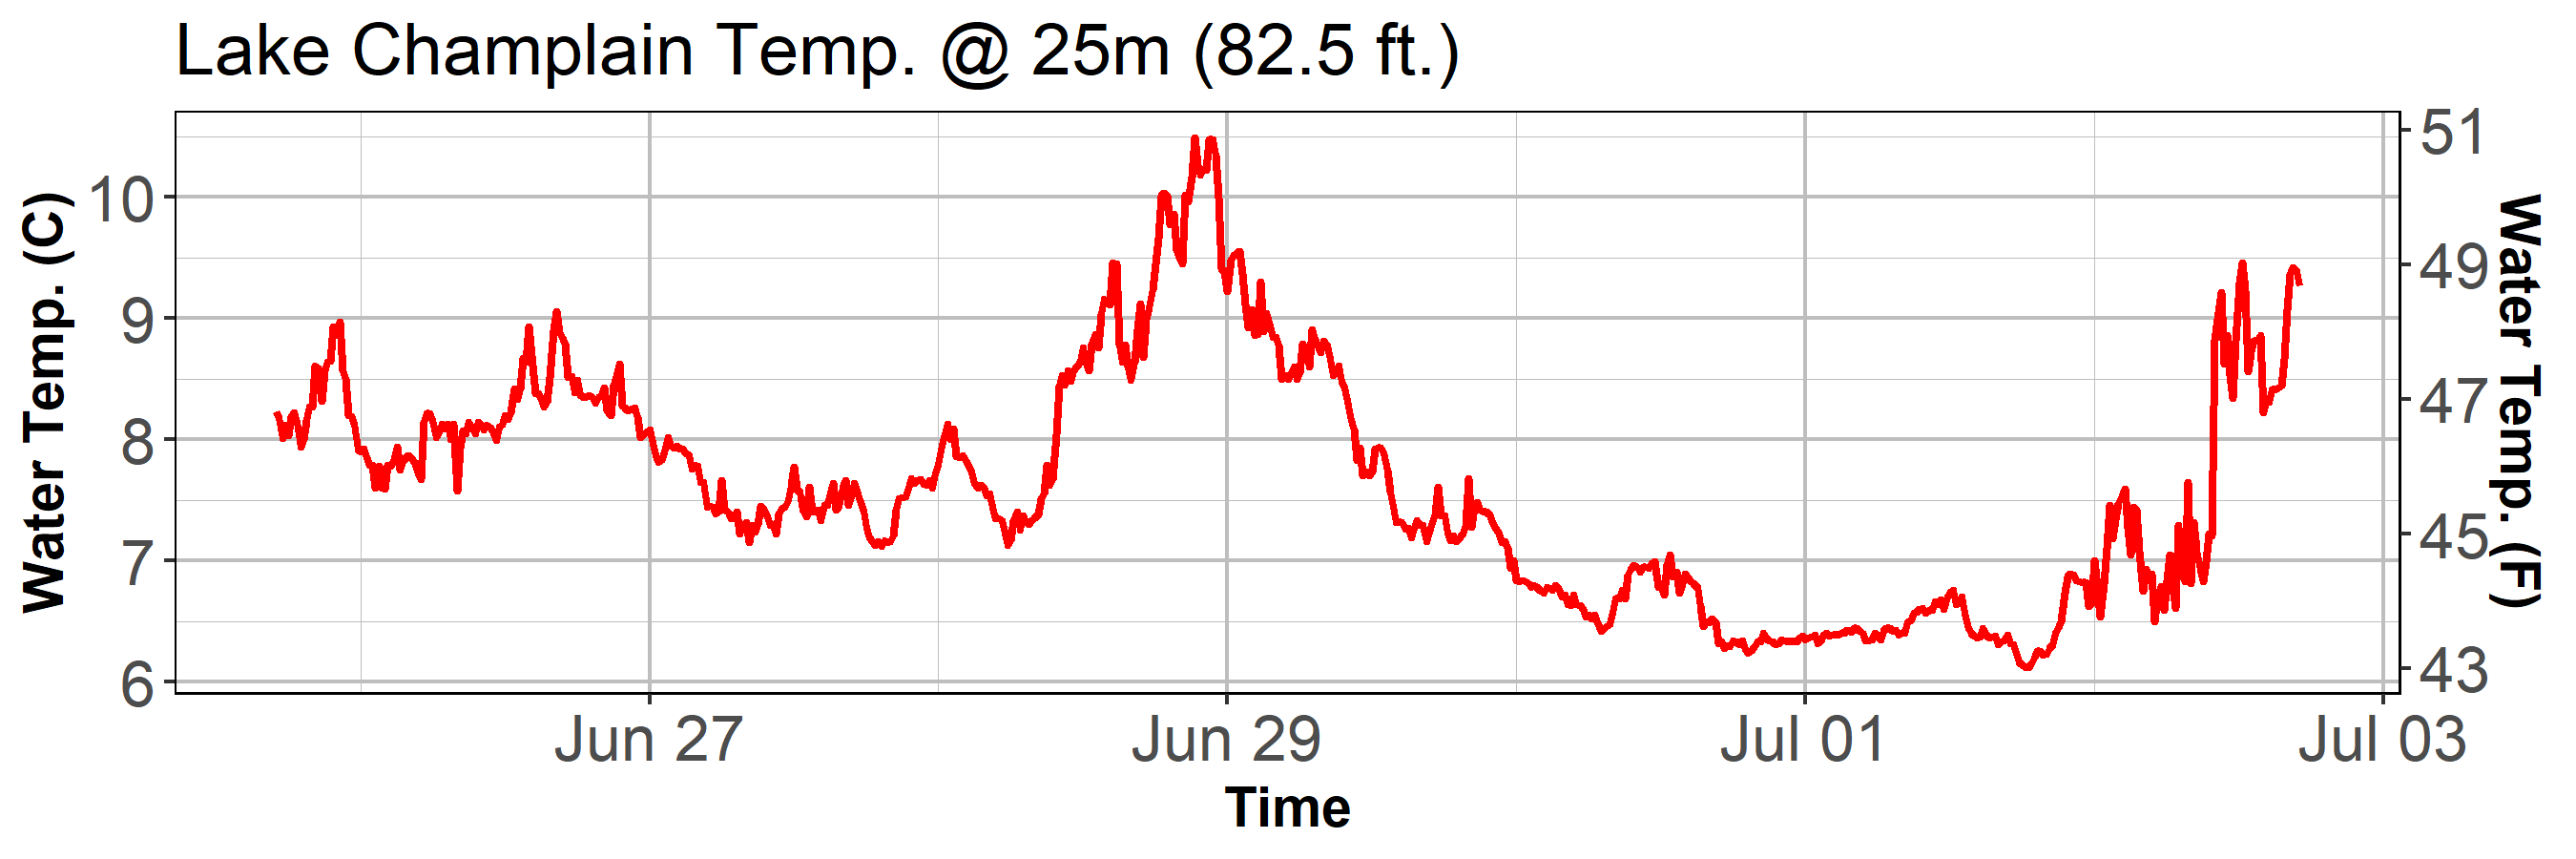 Lake Champlain Temp. @ 25m (82.5 ft.)
Water Temp. (C)
10
9
8
7
6
51
49
47
45
43
Water Temp. (F)
Jun 27 Jun 29 Jul 01 Jul 03
Time